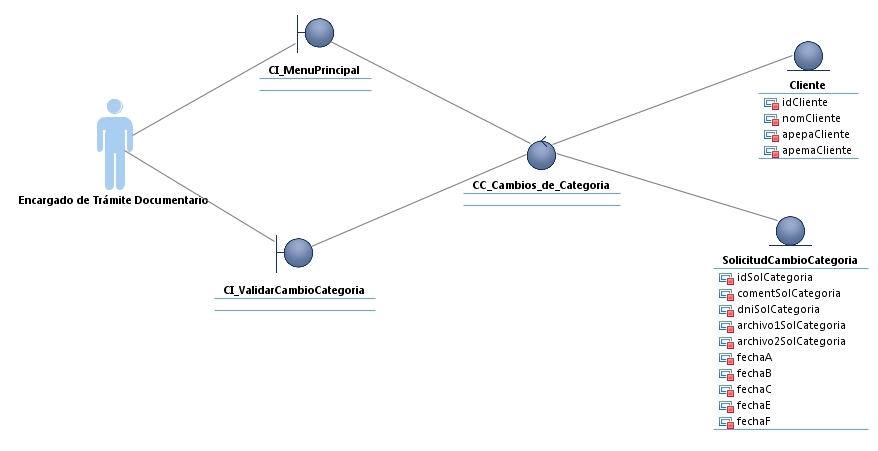 CI_MenuPrincipal
Encargado de Trámite Documentario
CI_ValidarCambioCategoria
CC_Cambios_de_Categoria
Cliente
idCliente
nomCliente
apepaCliente
apemaCliente
SolicitudCambioCategoria
idSolCategoria
comentSolCategoria
dniSolCategoria
archivo1SolCategoria
archivo2SolCategoria
fechaA
fechaB
fechaC
fechaE
fechaF